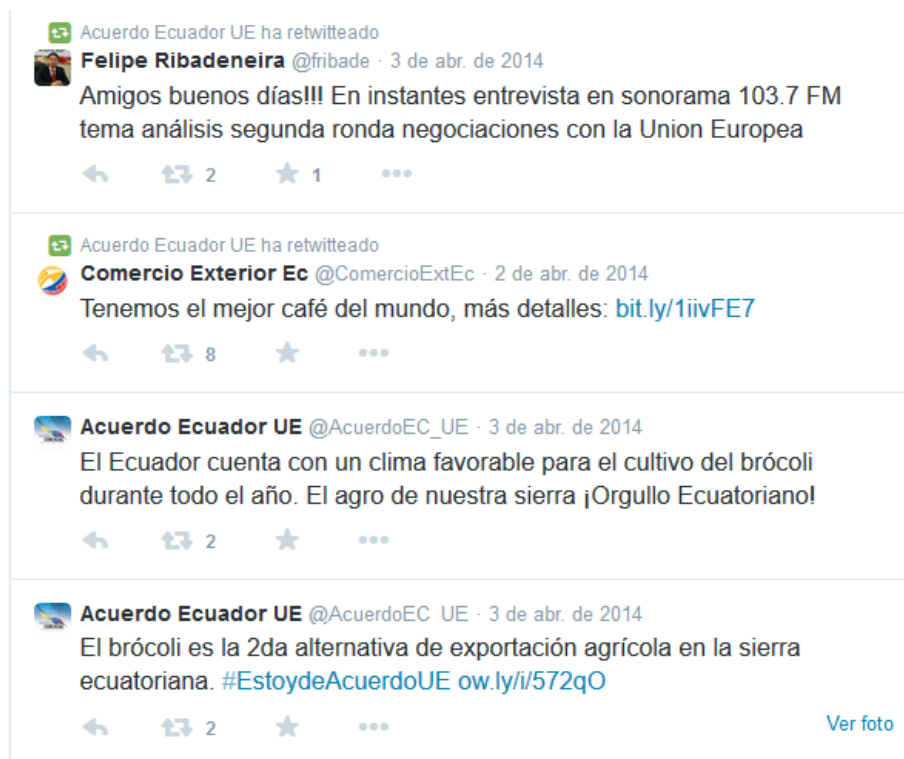 Acuerdo Ecuador UE ha retwitteado
Felipe Ribadeneira @fribade · 3 de abr. de 2014
Amigos buenos días!!! En instantes entrevista en sonorama 103.7 FM
tema análisis segunda ronda negociaciones con la Union Europea
2 1
Acuerdo Ecuador UE ha retwitteado
Comercio Exterior Ec @ComercioExtEc · 2 de abr. de 2014
Tenemos el mejor café del mundo, más detalles: bit.ly/1iivFE7
8
Acuerdo Ecuador UE @AcuerdoEC_UE · 3 de abr. de 2014
El Ecuador cuenta con un clima favorable para el cultivo del brócoli
durante todo el año. El agro de nuestra sierra ¡Orgullo Ecuatoriano!
2
Acuerdo Ecuador UE @AcuerdoEC_UE · 3 de abr. de 2014
El brócoli es la 2da alternativa de exportación agrícola en la sierra
ecuatoriana. #EstoydeAcuerdoUE ow.ly/i/572qO
2 Ver foto